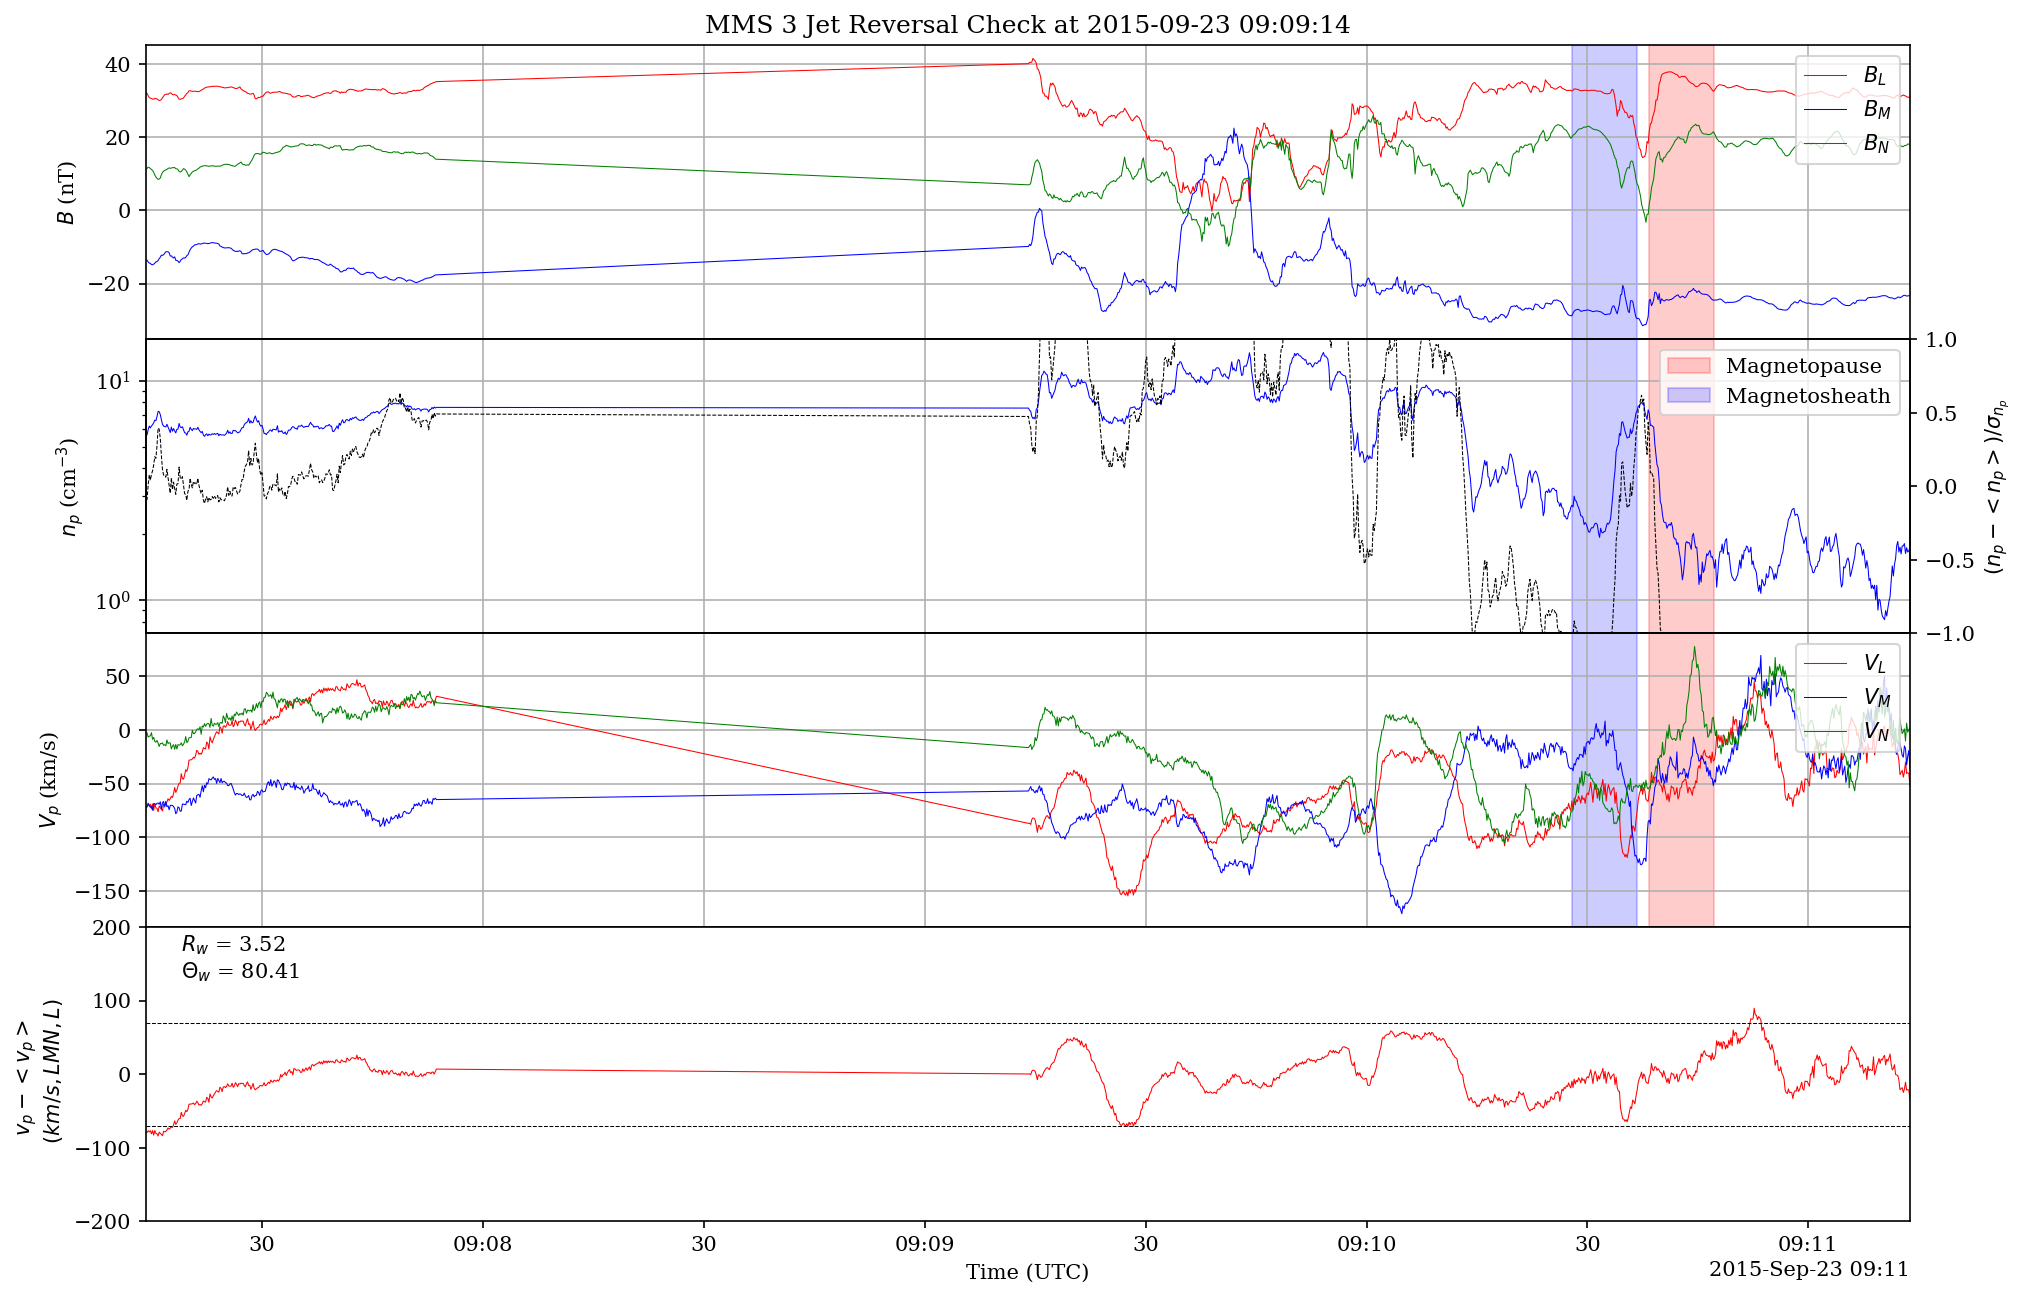 MMS 3 Jet Reversal Check at 2015-09-23 09:09:14
40
20
0
−20
B (nT)
B_L
B_M
B_N
10^1
10^0
n_p (cm^−3)
1.0
0.5
0.0
−0.5
−1.0
(n_p − < n_p >)/σ_{n_p}
Magnetopause
Magnetosheath
50
0
−50
−100
−150
V_p (km/s)
V_L
V_M
V_N
200
100
0
−100
−200
v_p − < v_p >
(km/s, LMN, L)
R_w = 3.52
Θ_w = 80.41
30
09:08
30
09:09
30
09:10
30
09:11
Time (UTC)
2015-Sep-23 09:11